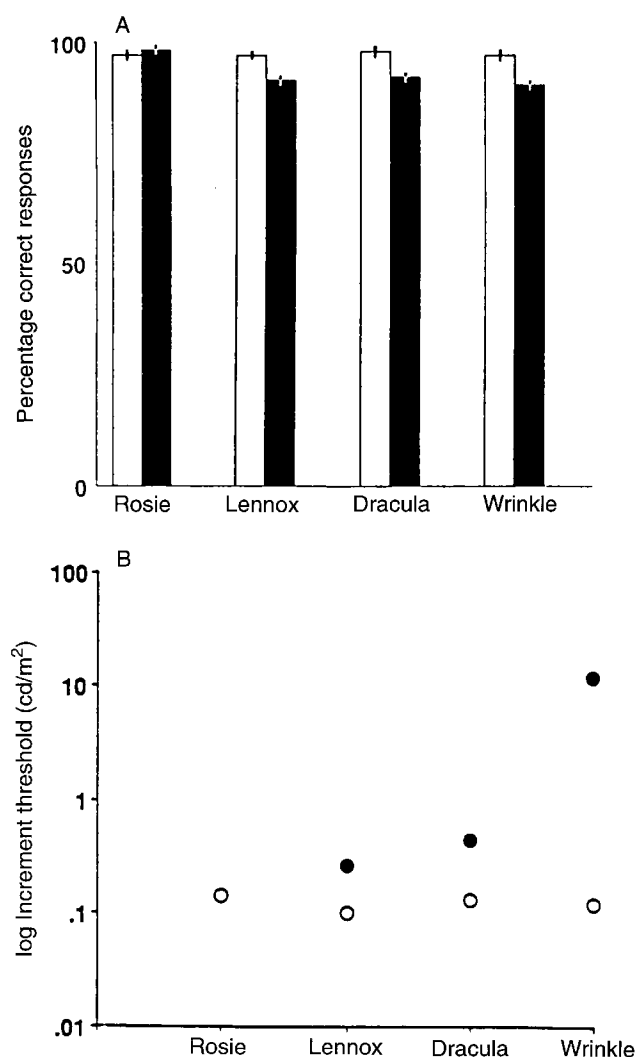 A
Percentage correct responses
100
50
0
Rosie Lennox Dracula Wrinkle
B
log Increment threshold (cd/m²)
100
10
1
.1
.01
Rosie Lennox Dracula Wrinkle